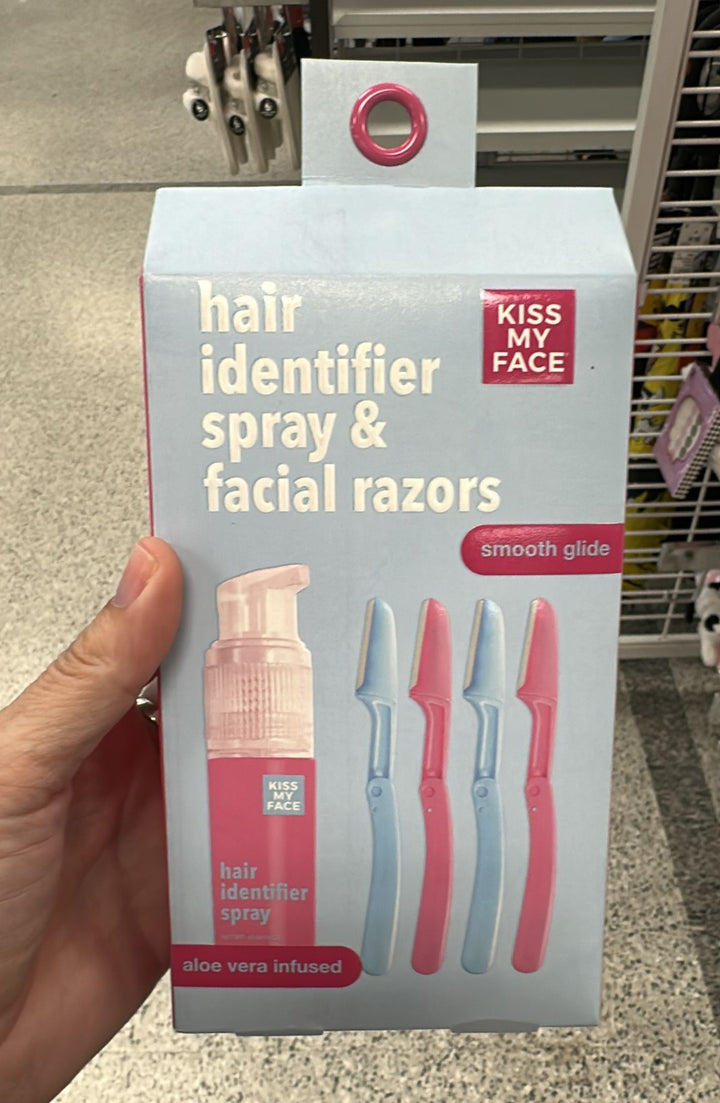 hair
identifier
spray &
facial razors
KISS
MY
FACE
smooth glide
KISS
MY
FACE
hair
identifier
spray
aloe vera infused